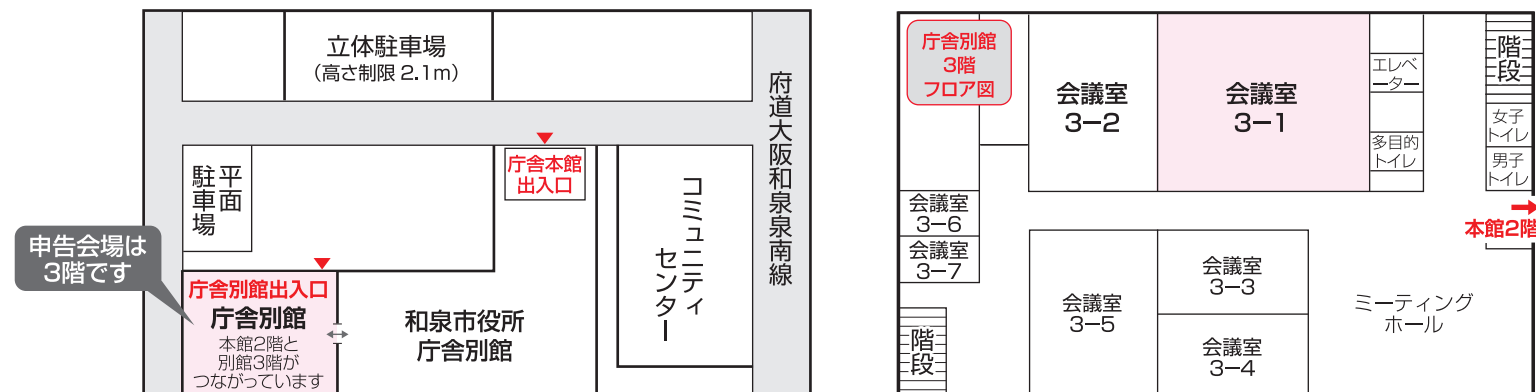 立体駐車場
(高さ制限 2.1m)
府道大阪和泉泉南線
平面
駐車場
庁舎本館
出入口
コミュニティ
センター
申告会場は
3階です
庁舎別館出入口
庁舎別館
本館2階と
別館3階が
つながっています
和泉市役所
庁舎別館
庁舎別館
3階
フロア図
会議室
3−2
会議室
3−1
エレベ
ーター
多目的
トイレ
階段
女子
トイレ
男子
トイレ
本館2階
会議室
3−6
会議室
3−7
会議室
3−5
会議室
3−3
会議室
3−4
ミーティング
ホール
階段